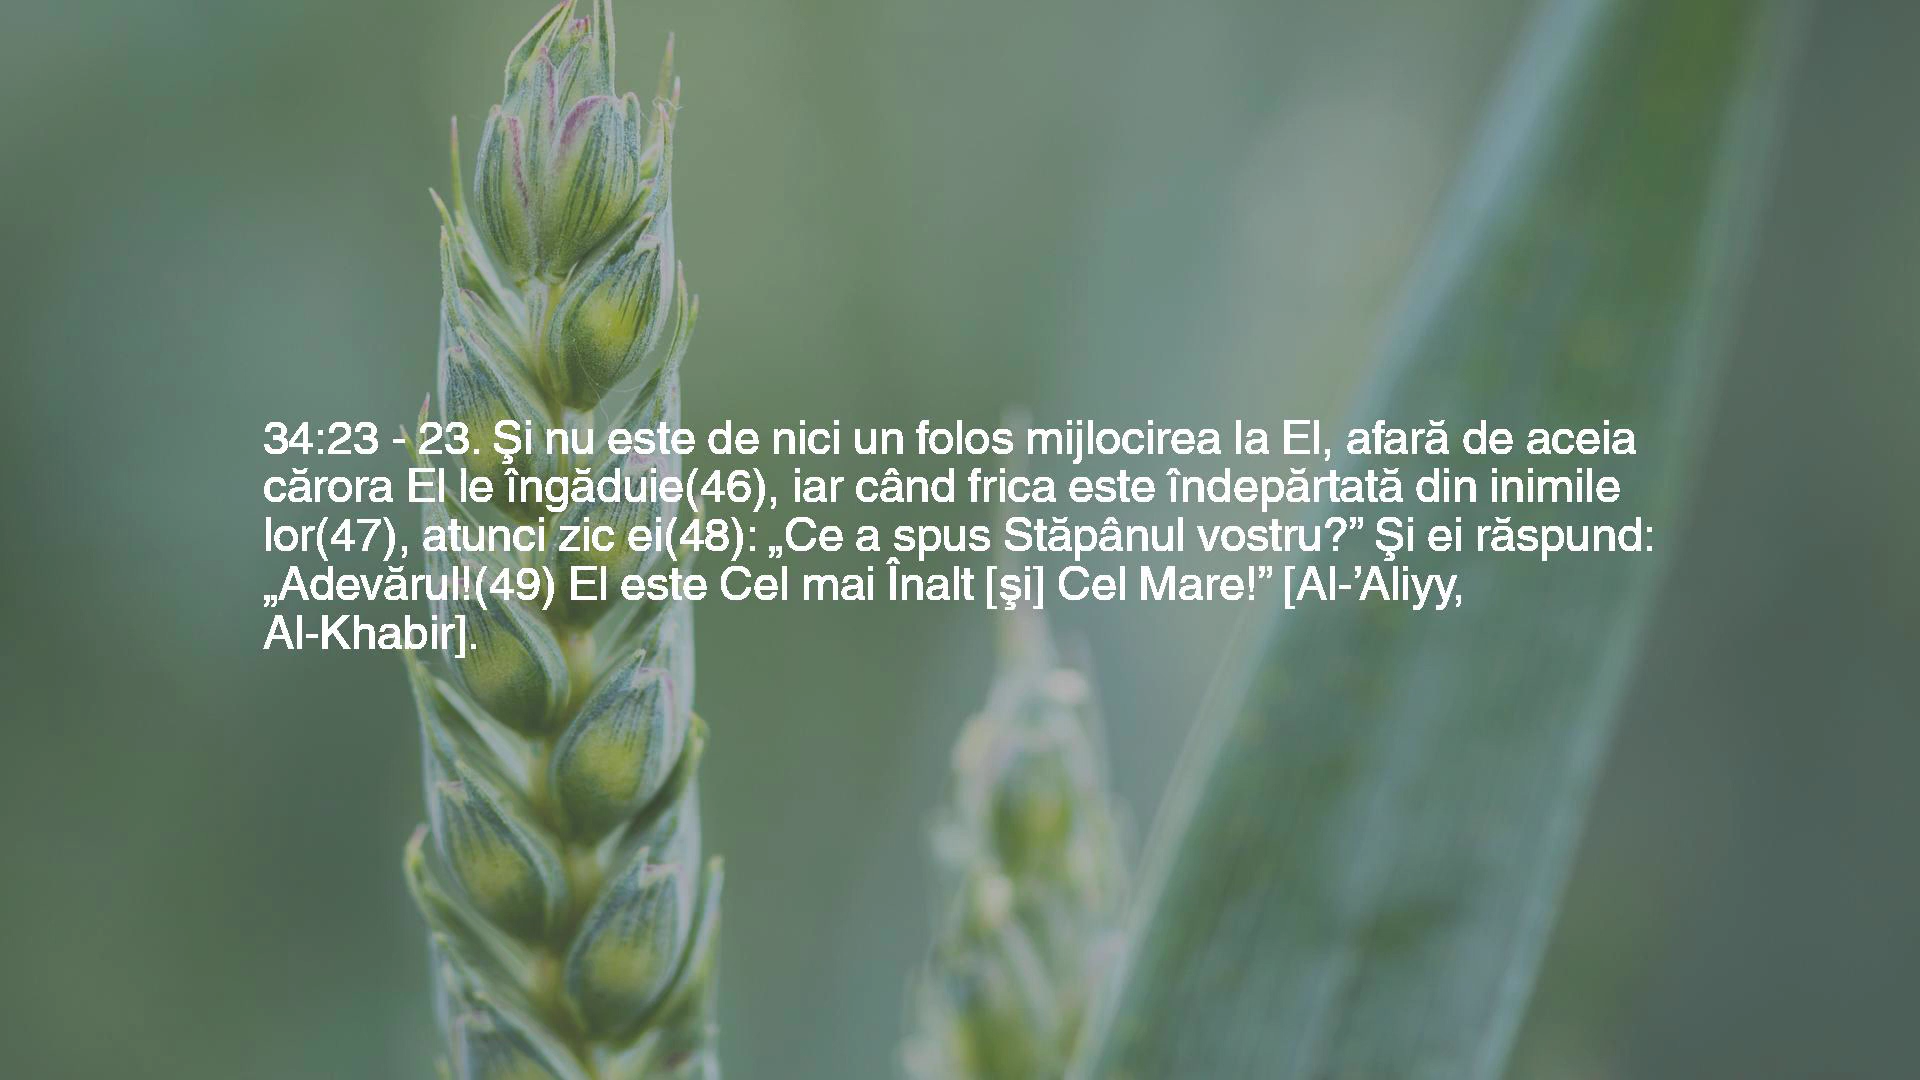 34:23 - 23. Şi nu este de nici un folos mijlocirea la El, afară de aceia
cărora El le îngăduie(46), iar când frica este îndepărtată din inimile
lor(47), atunci zic ei(48): „Ce a spus Stăpânul vostru?” Şi ei răspund:
„Adevărul!(49) El este Cel mai Înalt [şi] Cel Mare!” [Al-’Aliyy,
Al-Khabir].